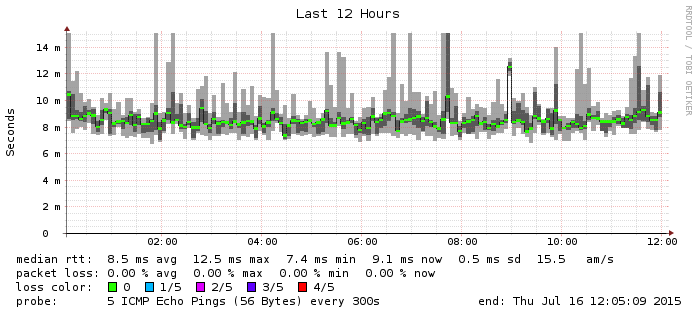 Last 12 Hours
RRDTOOL / TOBI OETIKER
Seconds
14 m
12 m
10 m
8 m
6 m
4 m
2 m
0
02:00 04:00 06:00 08:00 10:00 12:00
median rtt: 8.5 ms avg 12.5 ms max 7.4 ms min 9.1 ms now 0.5 ms sd 15.5 am/s
packet loss: 0.00 % avg 0.00 % max 0.00 % min 0.00 % now
loss color: 0 1/5 2/5 3/5 4/5
probe: 5 ICMP Echo Pings (56 Bytes) every 300s end: Thu Jul 16 12:05:09 2015